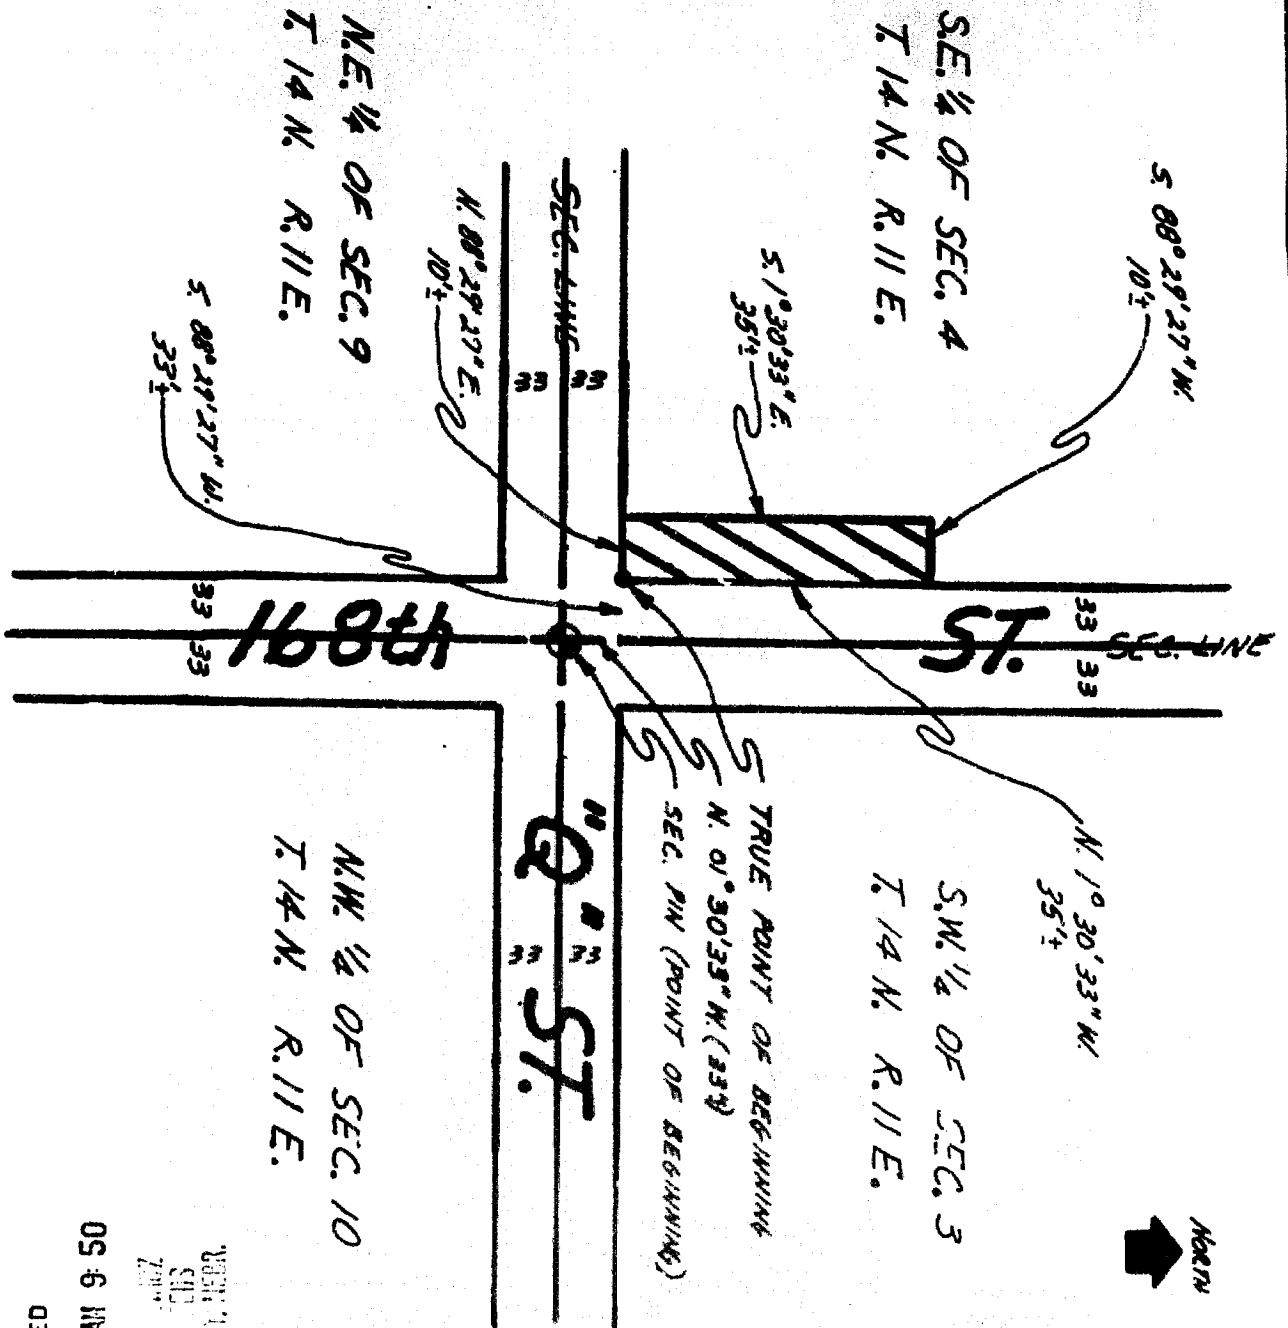 S.E. ¼ OF SEC. 4
T. 14 N. R. 11 E.
S 88° 29' 27" W.
10'±
S. 1° 30' 33" E.
35'±
N.E. ¼ OF SEC. 9
T. 14 N. R. 11 E.
SEC. LINE
33
33
N. 88° 29' 27" E.
10'±
S 88° 29' 27" W.
33'±
ST.
33
33
SEC. LINE
33
33
N. 1° 30' 33" W.
35'±
S.W. ¼ OF SEC. 3
T. 14 N. R. 11 E.
TRUE POINT OF BEGINNING
N. 01° 30' 33" W. (33'±)
SEC. PIN (POINT OF BEGINNING)
"Q" ST.
33
33
N.W. ¼ OF SEC. 10
T. 14 N. R. 11 E.
NORTH
AM 9:50